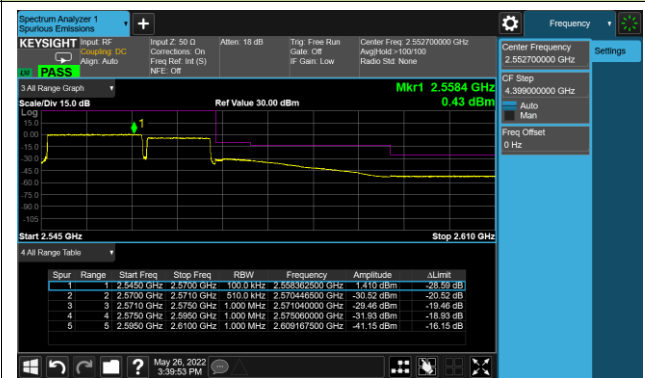 Spectrum Analyzer 1
Spurious Emissions
+
Frequency
KEYSIGHT Input: RF
Coupling: DC
Align: Auto
Input Z: 50 Ω
Corrections: On
Freq Ref: Int (S)
NFE: Off
Atten: 18 dB
Trig: Free Run
Gate: Off
IF Gain: Low
Center Freq: 2.552700000 GHz
Avg|Hold:>100/100
Radio Std: None
LW PASS
Center Frequency
2.552700000 GHz
Settings
CF Step
4.399000000 GHz
Auto
Man
Freq Offset
0 Hz
3 All Range Graph
Mkr1 2.5584 GHz
Scale/Div 15.0 dB
Ref Value 30.00 dBm
0.43 dBm
Log
15.0
0.00
-15.0
-30.0
-45.0
-60.0
-75.0
-90.0
-105
1
Start 2.545 GHz
Stop 2.610 GHz
4 All Range Table
Spur Range Start Freq Stop Freq RBW Frequency Amplitude ΔLimit
1 1 2.5450 GHz 2.5700 GHz 100.0 kHz 2.558362500 GHz 1.410 dBm -28.59 dB
2 2 2.5700 GHz 2.5710 GHz 510.0 kHz 2.570446500 GHz -30.52 dBm -20.52 dB
3 3 2.5710 GHz 2.5750 GHz 1.000 MHz 2.571040000 GHz -29.46 dBm -19.46 dB
4 4 2.5750 GHz 2.5950 GHz 1.000 MHz 2.575060000 GHz -31.93 dBm -18.93 dB
5 5 2.5950 GHz 2.6100 GHz 1.000 MHz 2.609167500 GHz -41.15 dBm -16.15 dB
?
May 26, 2022
3:39:53 PM